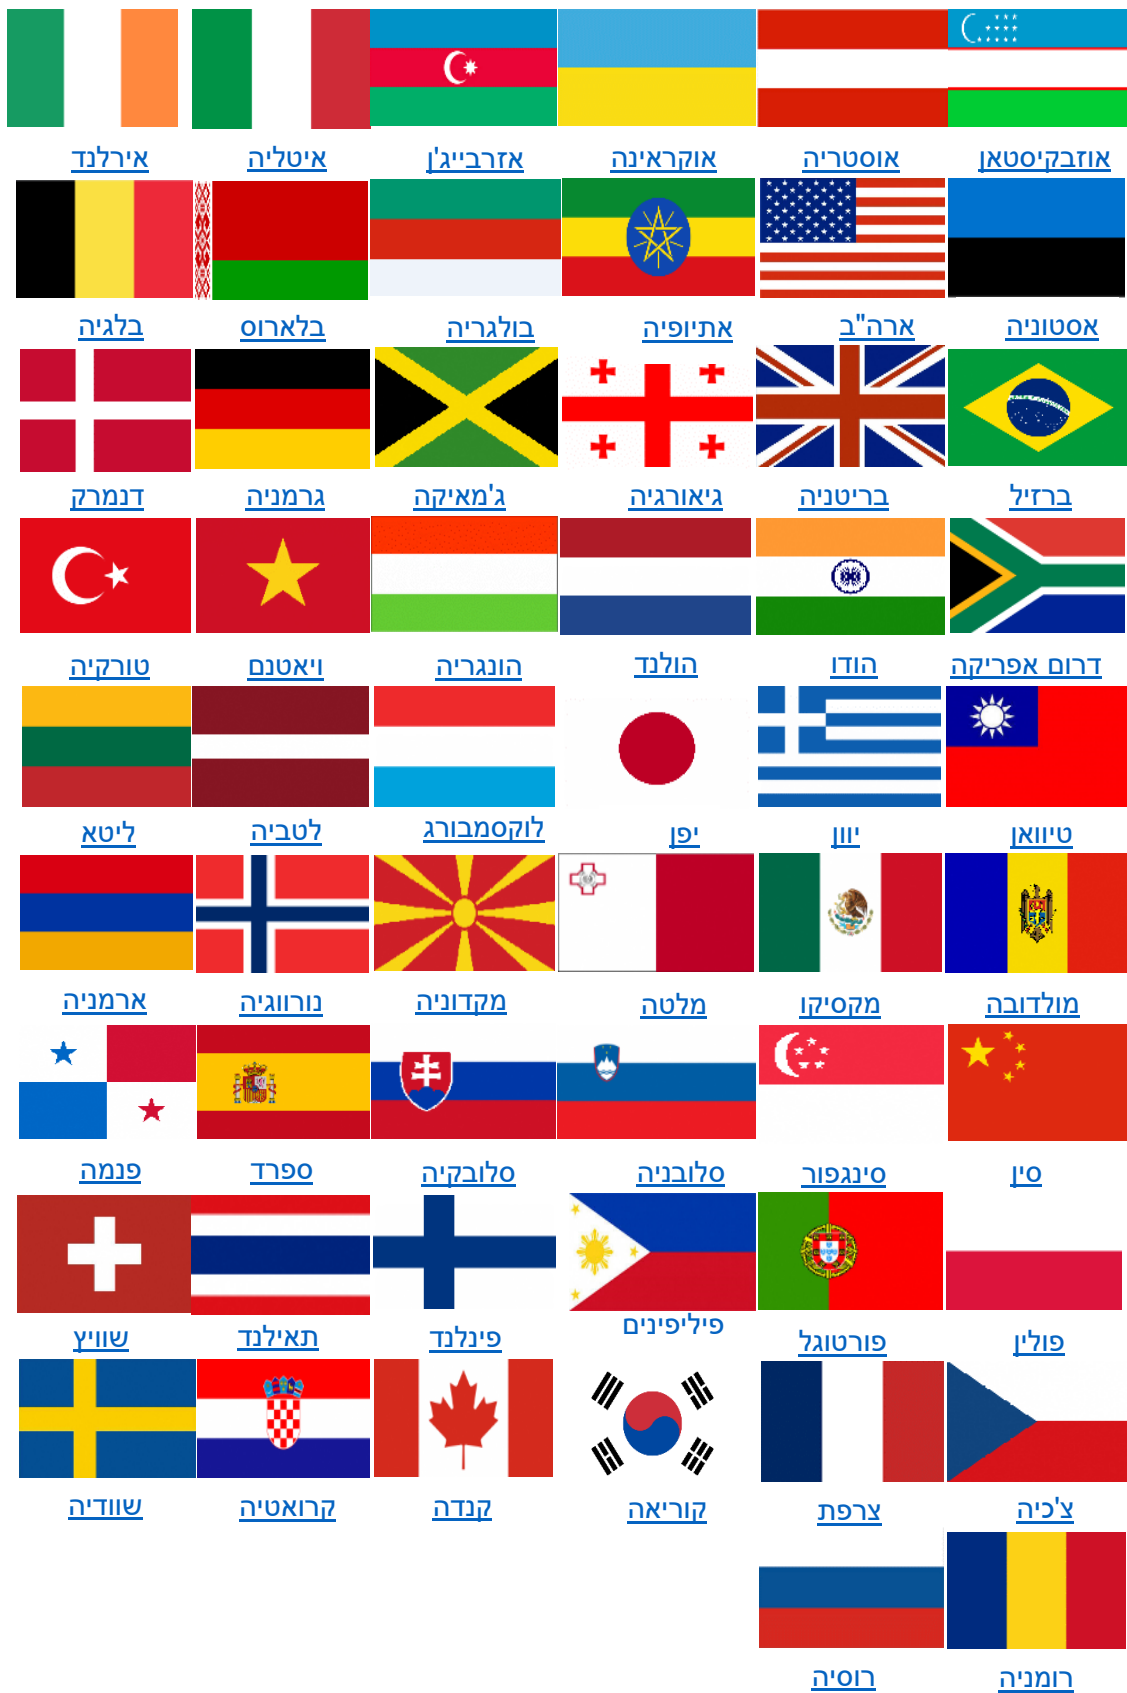 אוזבקיסטאן אוסטריה אוקראינה אזרבייג'ן איטליה אירלנד
אסטוניה ארה"ב אתיופיה בולגריה בלארוס בלגיה
ברזיל בריטניה גיאורגיה ג'מאיקה גרמניה דנמרק
דרום אפריקה הודו הולנד הונגריה ויאטנם טורקיה
טיוואן יוון יפן לוקסמבורג לטביה ליטא
מולדובה מקסיקו מלטה מקדוניה נורווגיה ארמניה
סין סינגפור סלובניה סלובקיה ספרד פנמה
פולין פורטוגל פיליפינים פינלנד תאילנד שוויץ
צ'כיה צרפת קוריאה קנדה קרואטיה שוודיה
רומניה רוסיה